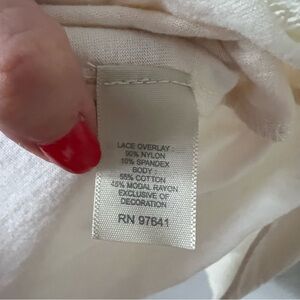 LACE OVERLAY :
90% NYLON
10% SPANDEX
BODY :
55% COTTON
45% MODAL RAYON
EXCLUSIVE OF
DECORATION
RN 97641